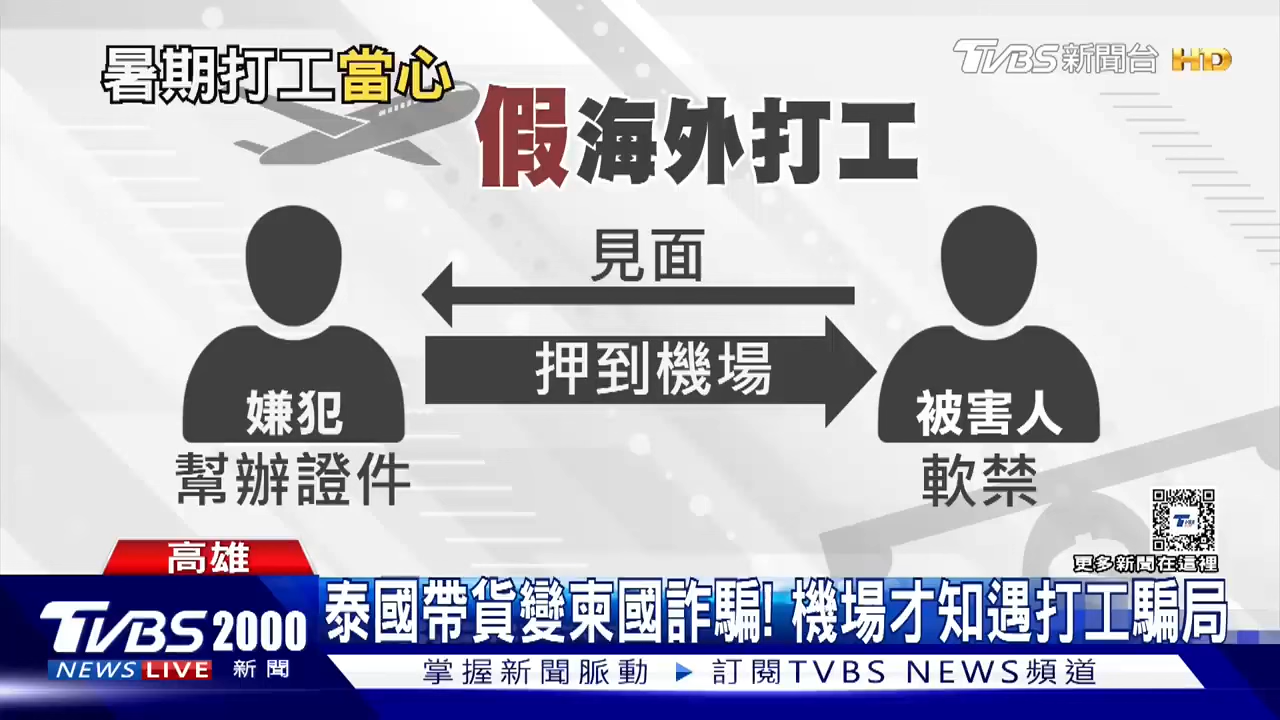 暑期打工當心
TVBS新聞台 HD
假海外打工
見面
押到機場
嫌犯
被害人
幫辦證件
軟禁
更多新聞在這裡
高雄
泰國帶貨變柬國詐騙! 機場才知遇打工騙局
TVBS 2000
NEWS LIVE 新聞
掌握新聞脈動 ▶ 訂閱TVBS NEWS頻道